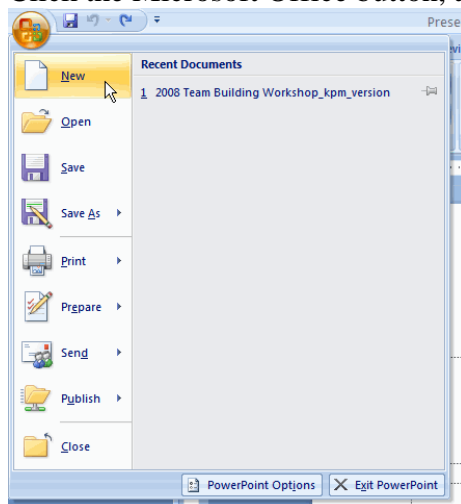 Prese
New
Recent Documents
1 2008 Team Building Workshop_kpm_version
Open
Save
Save As
Print
Prepare
Send
Publish
Close
PowerPoint Options
Exit PowerPoint